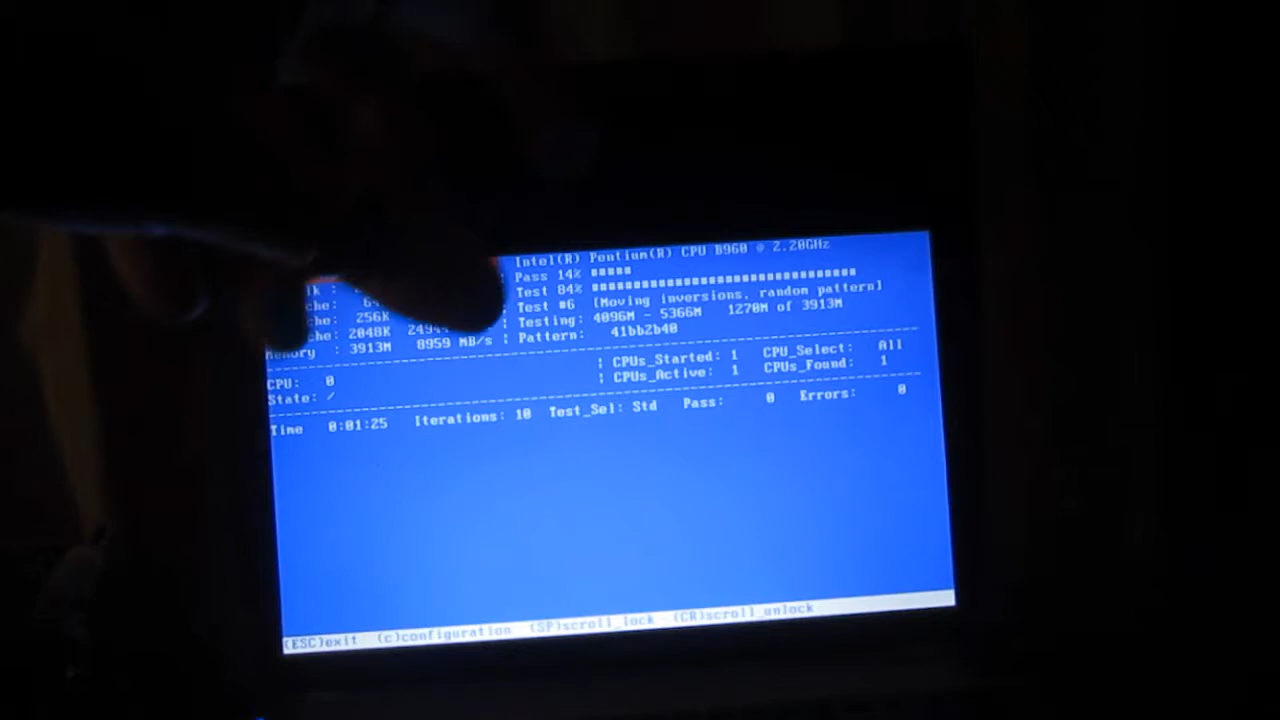 Intel(R) Pentium(R) CPU B960 @ 2.20GHz
Pass 14%
Test 84%
Test #6 [Moving inversions, random pattern]
Testing: 4096M - 5366M 1270M of 3913M
256K
2048K
Pattern: 41bb2b40
Memory : 3913M 8959 MB/s
CPU: 0
CPUs_Started: 1 CPU_Select: All
State: /
CPUs_Active: 1 CPUs_Found: 1
Time 0:01:25 Iterations: 10 Test_Sel: Std Pass: 0 Errors: 0
(ESC)exit (c)configuration (SP)scroll_lock (CR)scroll_unlock